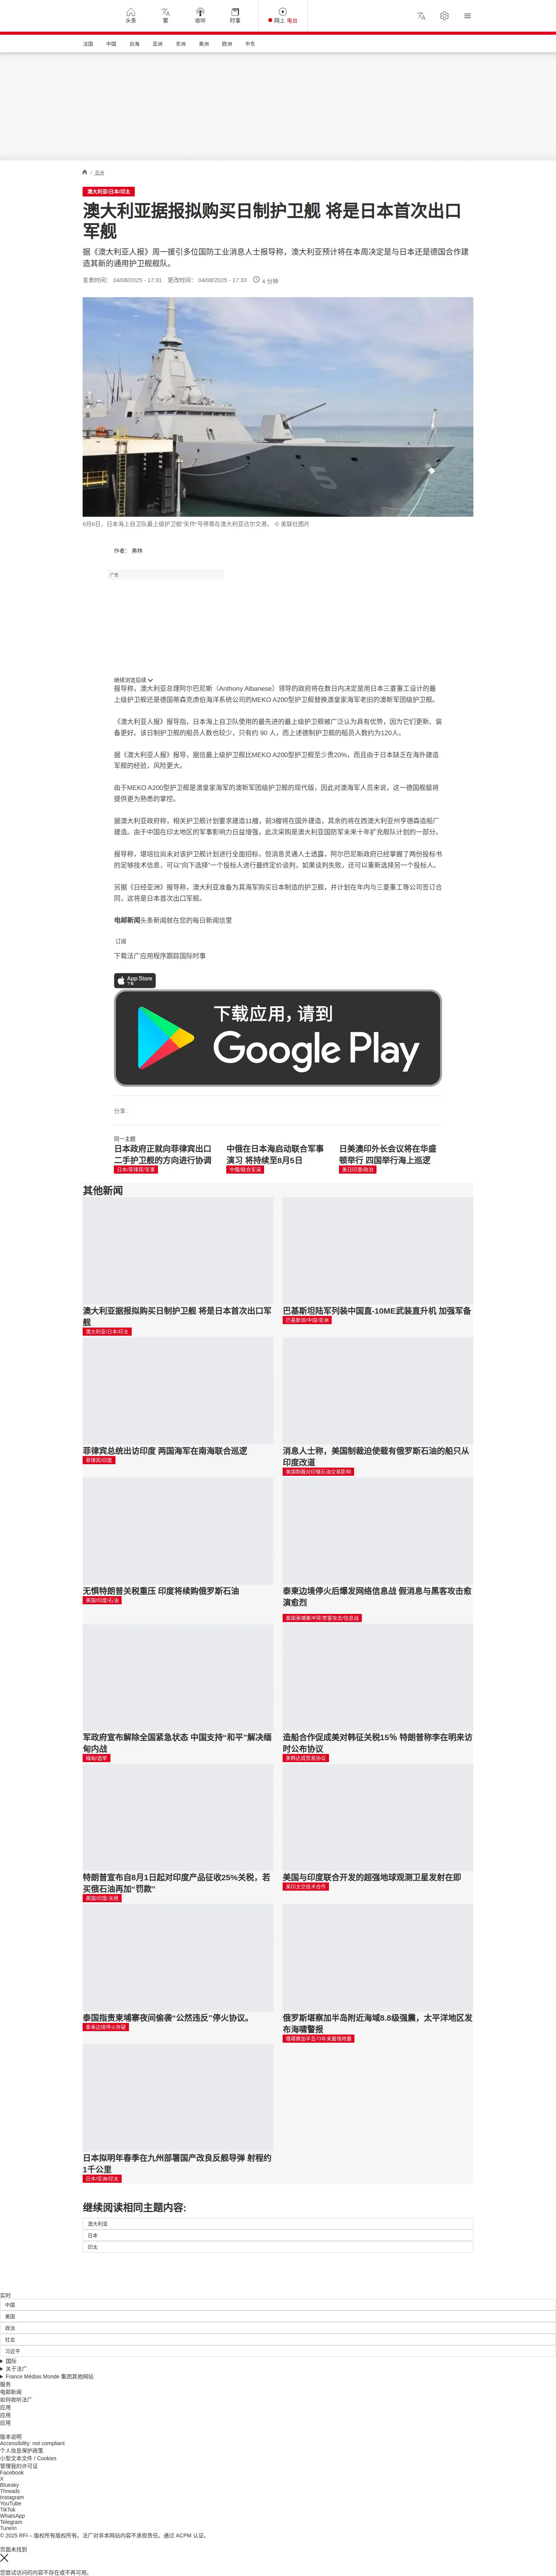 头条
繁
收听
时事
网上 电台
法国
中国
台海
亚洲
非洲
美洲
欧洲
中东
/ 亚洲
澳大利亚/日本/印太
澳大利亚据报拟购买日制护卫舰 将是日本首次出口
军舰
据《澳大利亚人报》周一援引多位国防工业消息人士报导称，澳大利亚预计将在本周决定是与日本还是德国合作建
造其新的通用护卫舰舰队。
发表时间： 04/08/2025 - 17:31 更改时间： 04/08/2025 - 17:33 4 分钟
5
6月6日，日本海上自卫队最上级护卫舰“矢作”号停靠在澳大利亚达尔文港。 © 美联社图片
作者： 弗林
广告
继续浏览后续
报导称，澳大利亚总理阿尔巴尼斯（Anthony Albanese）领导的政府将在数日内决定是用日本三菱重工设计的最
上级护卫舰还是德国蒂森克虏伯海洋系统公司的MEKO A200型护卫舰替换澳皇家海军老旧的澳新军团级护卫舰。
《澳大利亚人报》报导指，日本海上自卫队使用的最先进的最上级护卫舰被广泛认为具有优势，因为它们更新、装
备更好。该日制护卫舰的船员人数也较少，只有约 90 人，而上述德制护卫舰的船员人数约为120人。
据《澳大利亚人报》报导，据信最上级护卫舰比MEKO A200型护卫舰至少贵20%，而且由于日本缺乏在海外建造
军舰的经验，风险更大。
由于MEKO A200型护卫舰是澳皇家海军的澳新军团级护卫舰的现代版，因此对澳海军人员来说，这一德国舰艇将
提供更为熟悉的掌控。
据澳大利亚政府称，相关护卫舰计划要求建造11艘，前3艘将在国外建造，其余的将在西澳大利亚州亨德森造船厂
建造。由于中国在印太地区的军事影响力日益增强，此次采购是澳大利亚国防军未来十年扩充舰队计划的一部分。
报导称，堪培拉尚未对该护卫舰计划进行全面招标，但消息灵通人士透露，阿尔巴尼斯政府已经掌握了两份投标书
的足够技术信息，可以“向下选择”一个投标人进行最终定价谈判，如果谈判失败，还可以重新选择另一个投标人。
另据《日经亚洲》报导称，澳大利亚准备为其海军购买日本制造的护卫舰，并计划在年内与三菱重工等公司签订合
同，这将是日本首次出口军舰。
电邮新闻头条新闻就在您的每日新闻信里
订阅
下载法广应用程序跟踪国际时事
App Store
下载
下载应用，请到
Google Play
分享 :
同一主题
日本政府正就向菲律宾出口
二手护卫舰的方向进行协调
日本/菲律宾/军事
中俄在日本海启动联合军事
演习 将持续至8月5日
中俄/联合军演
日美澳印外长会议将在华盛
顿举行 四国举行海上巡逻
美日印澳/政治
其他新闻
澳大利亚据报拟购买日制护卫舰 将是日本首次出口军
舰
澳大利亚/日本/印太
巴基斯坦陆军列装中国直-10ME武装直升机 加强军备
巴基斯坦/中国/亚洲
菲律宾总统出访印度 两国海军在南海联合巡逻
菲律宾/印度
消息人士称，美国制裁迫使载有俄罗斯石油的船只从
印度改道
美国制裁对印俄石油交易影响
无惧特朗普关税重压 印度将续购俄罗斯石油
美国/印度/石油
泰柬边境停火后爆发网络信息战 假消息与黑客攻击愈
演愈烈
泰国柬埔寨冲突/黑客攻击/信息战
军政府宣布解除全国紧急状态 中国支持“和平”解决缅
甸内战
缅甸/选举
造船合作促成美对韩征关税15% 特朗普称李在明来访
时公布协议
美韩达成贸易协议
特朗普宣布自8月1日起对印度产品征收25%关税，若
买俄石油再加“罚款”
美国/印度/关税
美国与印度联合开发的超强地球观测卫星发射在即
美印太空技术合作
泰国指责柬埔寨夜间偷袭“公然违反”停火协议。
泰柬边境停火存疑
俄罗斯堪察加半岛附近海域8.8级强震，太平洋地区发
布海啸警报
俄堪察加半岛73年来最强地震
日本拟明年春季在九州部署国产改良反舰导弹 射程约
1千公里
日本/亚洲/印太
继续阅读相同主题内容:
澳大利亚
日本
印太
实时
中国
美国
政治
社会
习近平
国际
关于法广
France Médias Monde 集团其他网站
服务
电邮新闻
如何收听法广
应用
应用
应用
版本说明
Accessibility: not compliant
个人信息保护政策
小型文本文件 / Cookies
管理我的许可证
Facebook
X
Bluesky
Threads
Instagram
YouTube
TikTok
WhatsApp
Telegram
TuneIn
© 2025 RFI – 版权所有版权所有。法广对非本网站内容不承担责任。通过 ACPM 认证。
页面未找到
您尝试访问的内容不存在或不再可用。